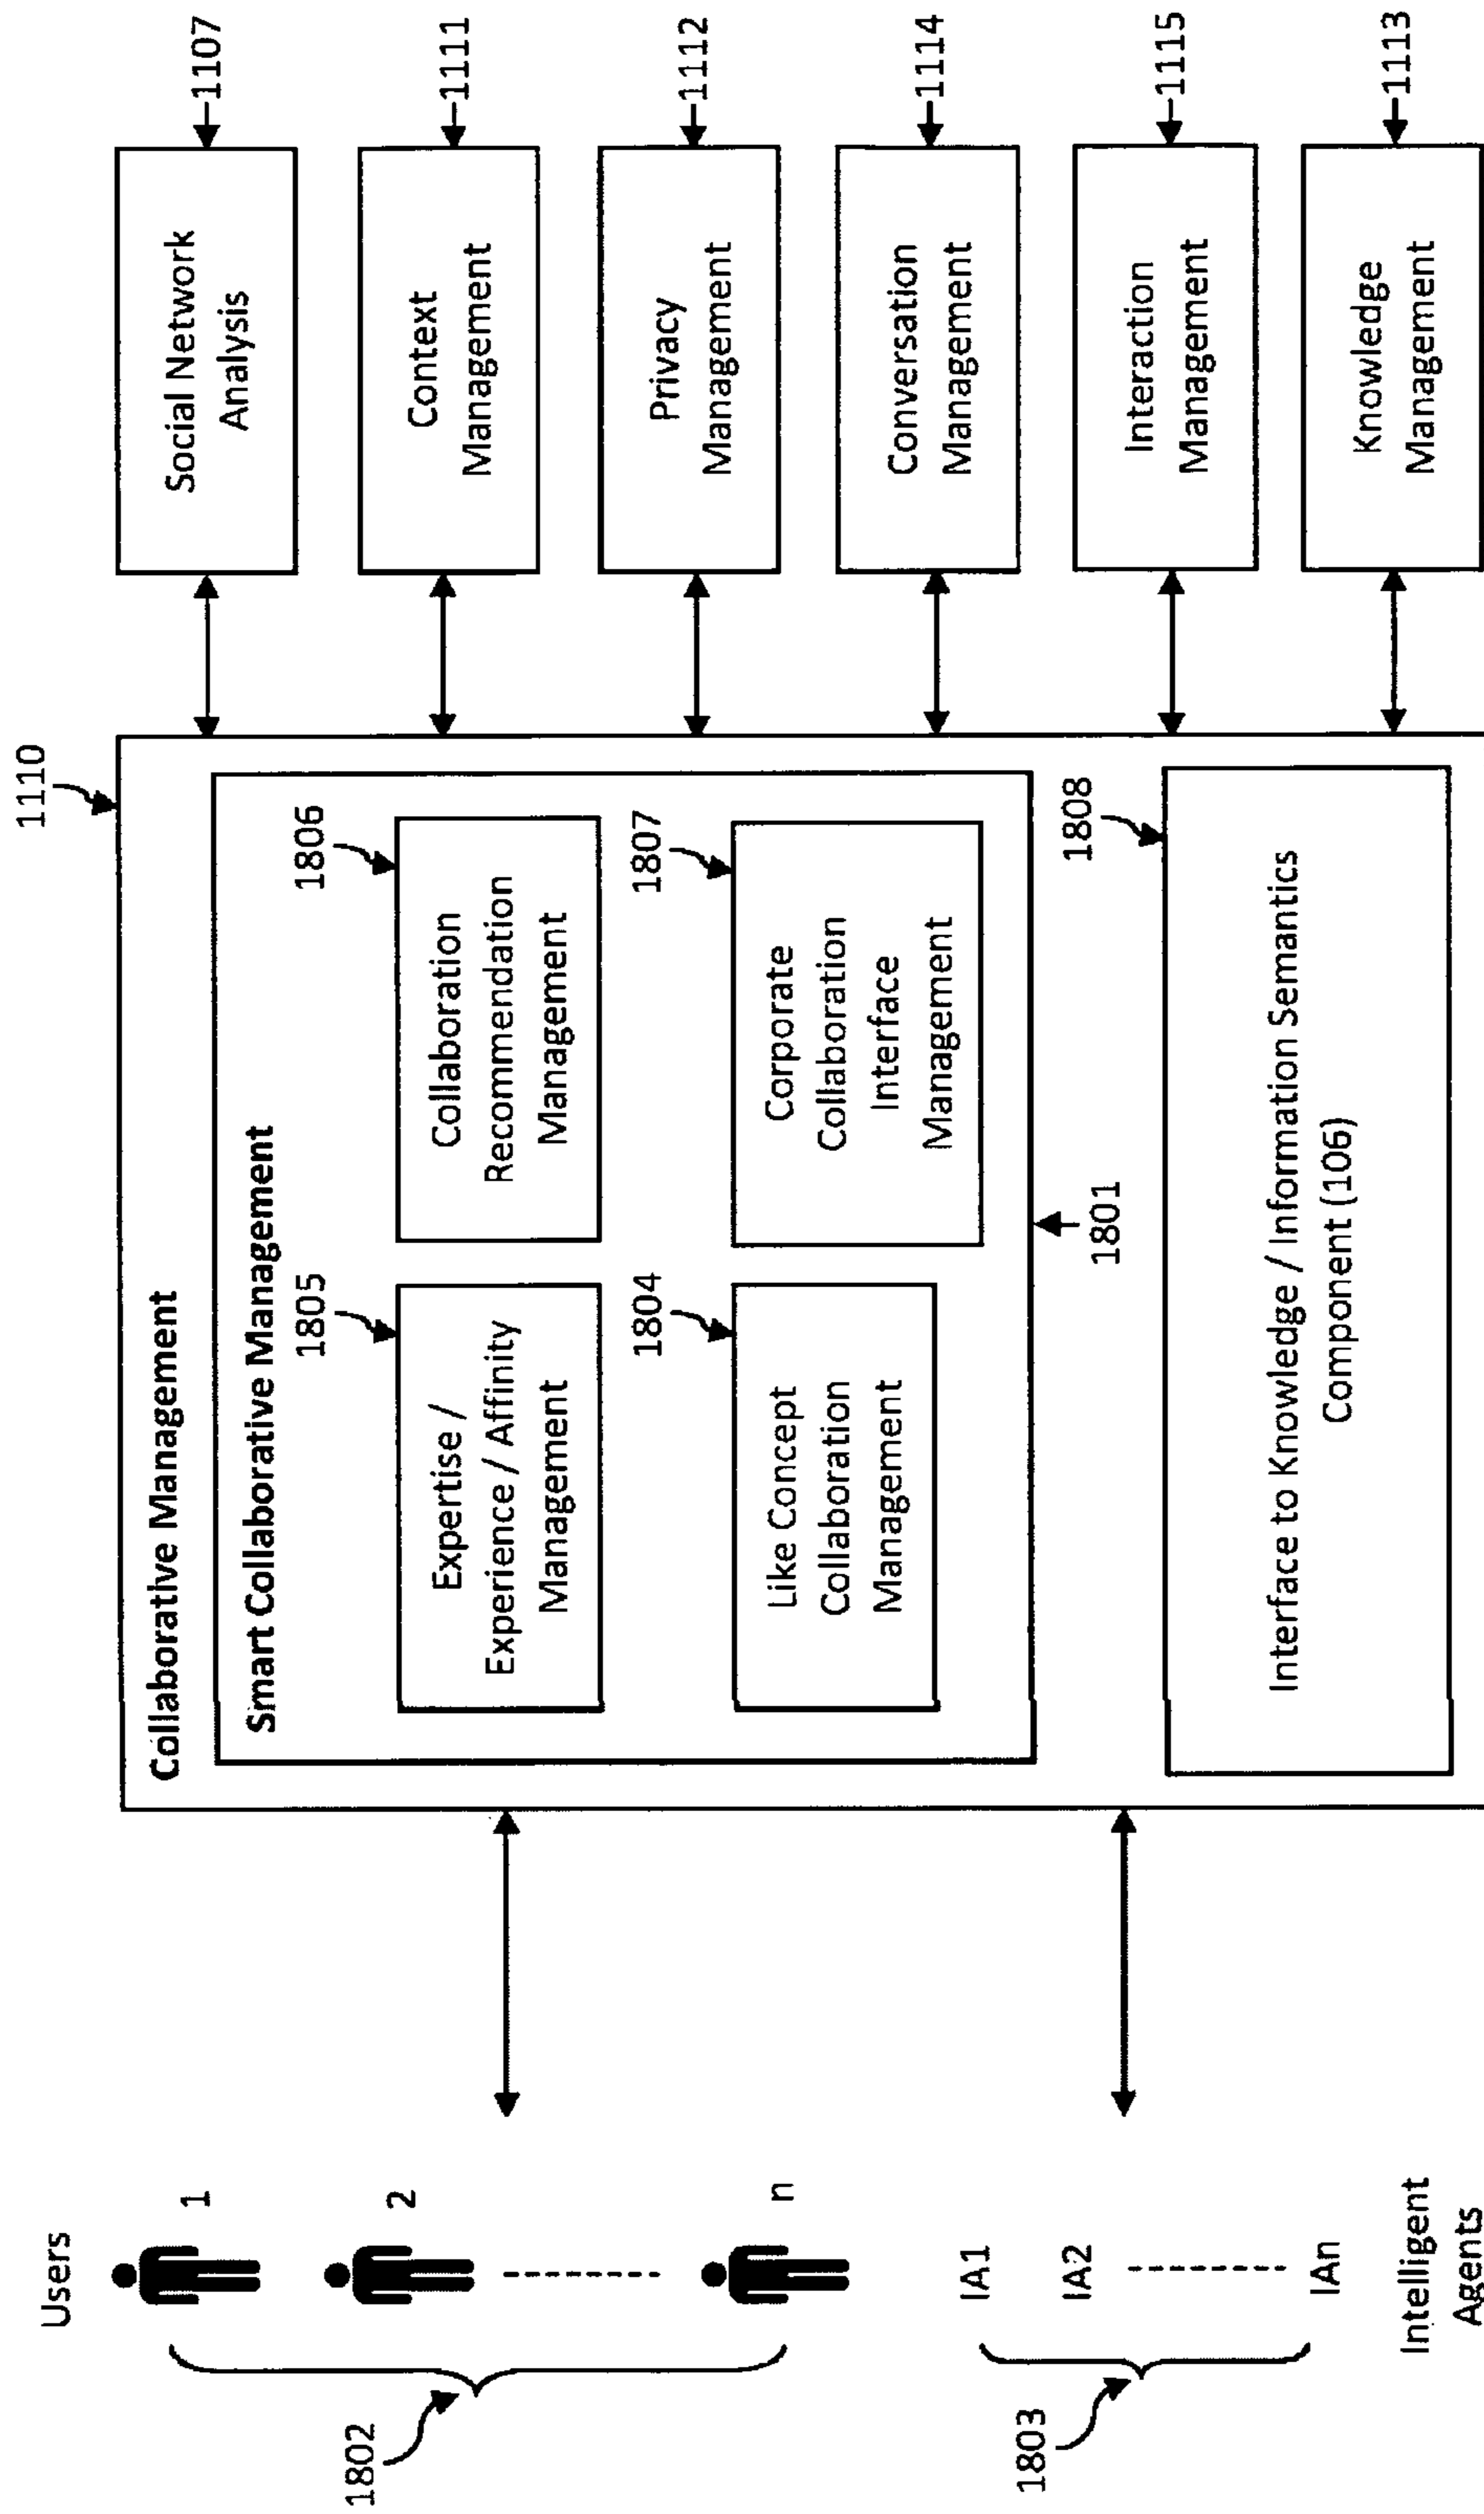 Users
1
2
n
1802
IA1
IA2
IAn
1803
Intelligent
Agents
1110
Collaborative Management
Smart Collaborative Management
1805
Expertise /
Experience / Affinity
Management
1806
Collaboration
Recommendation
Management
1804
Like Concept
Collaboration
Management
1807
Corporate
Collaboration
Interface
Management
1801
1808
Interface to Knowledge / Information Semantics
Component (106)
Social Network
Analysis
1107
Context
Management
1111
Privacy
Management
1112
Conversation
Management
1114
Interaction
Management
1115
Knowledge
Management
1113